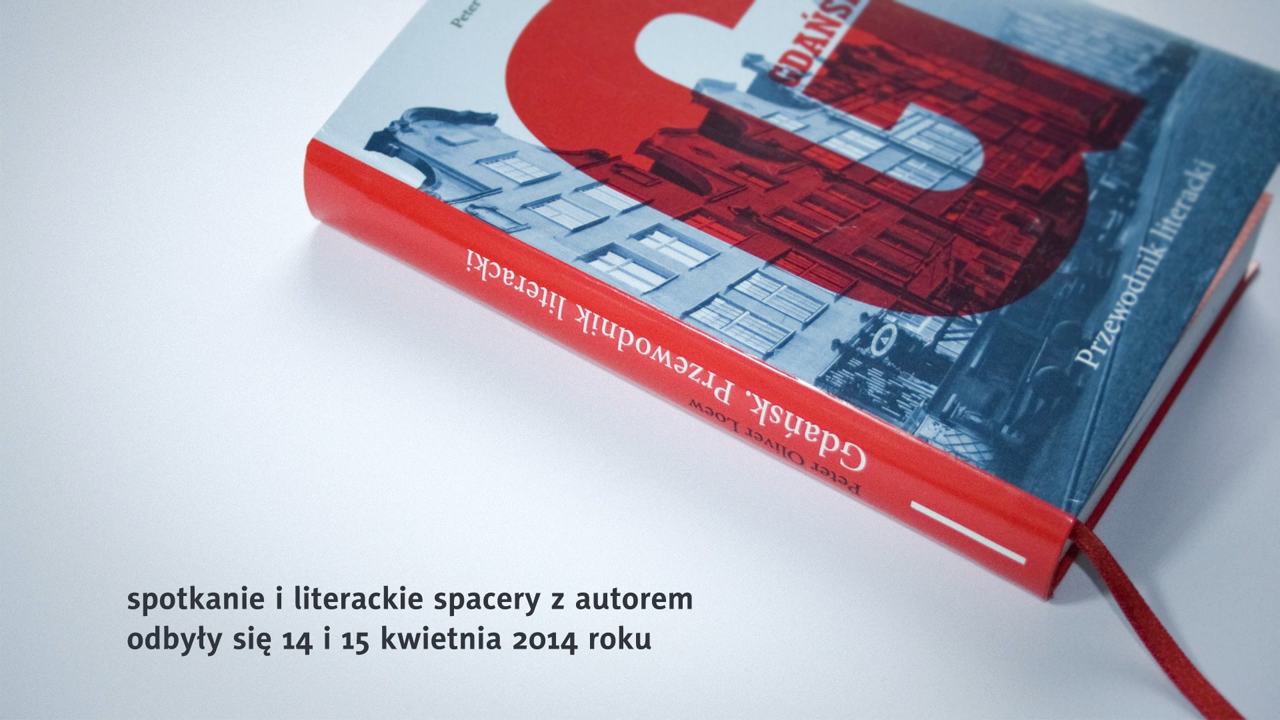 Peter
GDAŃSK
Przewodnik literacki
Gdańsk. Przewodnik literacki
Peter Oliver Loew
spotkanie i literackie spacery z autorem
odbyły się 14 i 15 kwietnia 2014 roku